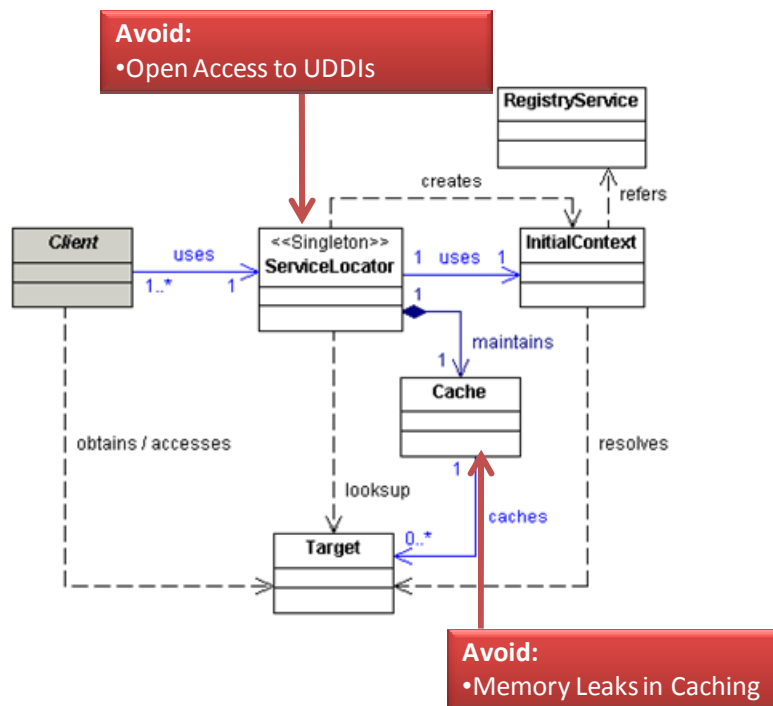 Avoid:
•Open Access to UDDIs
RegistryService
creates
refers
Client
uses
1..*
1
<<Singleton>>
ServiceLocator
1 uses 1
InitialContext
1
maintains
1
Cache
obtains / accesses
resolves
1
looksup
caches
0..*
Target
Avoid:
•Memory Leaks in Caching